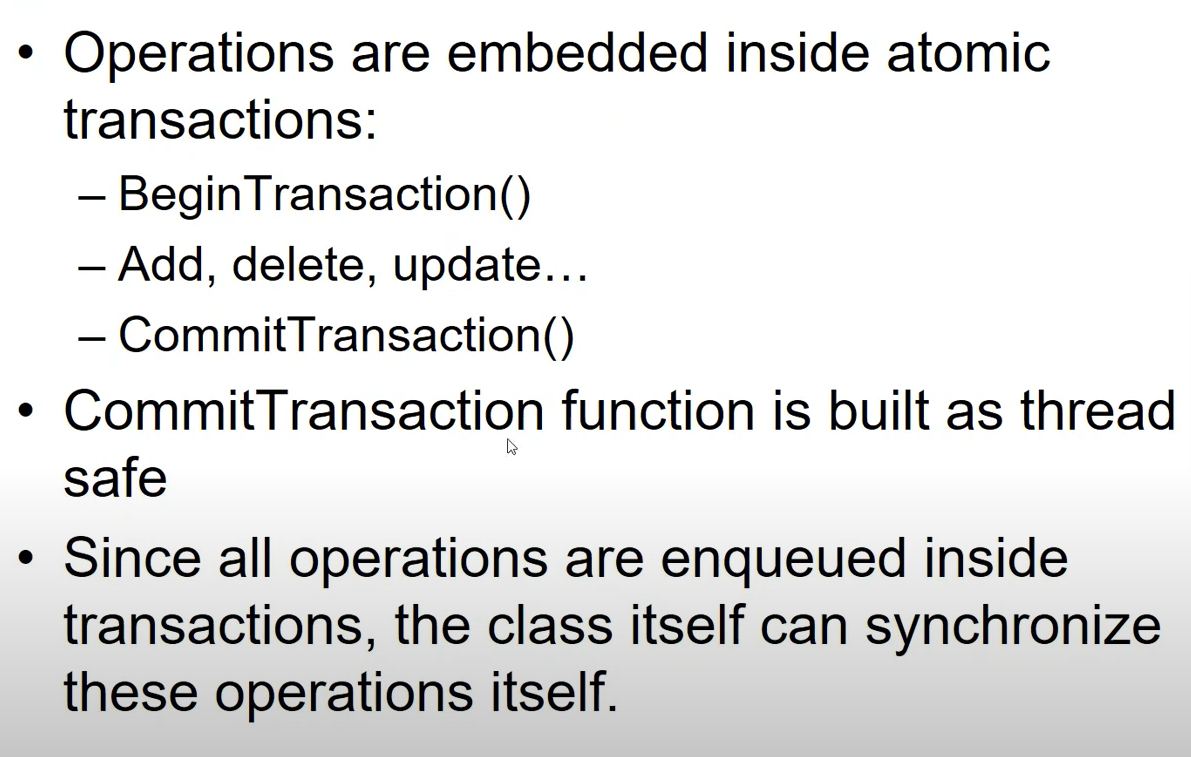 • Operations are embedded inside atomic
transactions:
– BeginTransaction()
– Add, delete, update…
– CommitTransaction()
• CommitTransaction function is built as thread
safe
• Since all operations are enqueued inside
transactions, the class itself can synchronize
these operations itself.